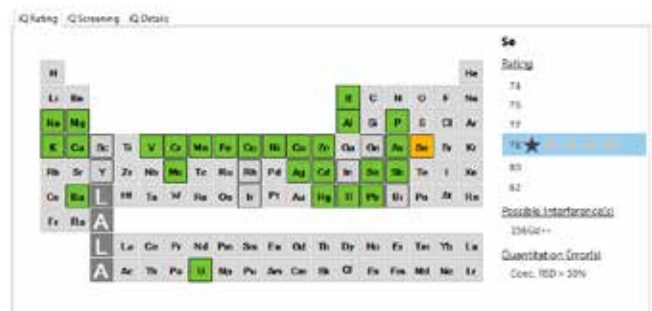 iQ Rating iQ Screening iQ Details
Se
Rating
H He
74
Li Be B C N O F Ne
76
Na Mg Al Si P S Cl Ar
77
K Ca Sc Ti V Cr Mn Fe Co Ni Cu Zn Ga Ge As Se Br Kr
78
Rb Sr Y Zr Nb Mo Tc Ru Rh Pd Ag Cd In Sn Sb Te I Xe
80
Cs Ba L Hf Ta W Re Os Ir Pt Au Hg Tl Pb Bi Po At Rn
82
Fr Ra A
Possible Interference(s)
156Gd++
L La Ce Pr Nd Pm Sm Eu Gd Tb Dy Ho Er Tm Yb Lu
Quantitation Error(s)
A Ac Th Pa U Np Pu Am Cm Bk Cf Es Fm Md No Lr
Conc. RSD > 30%